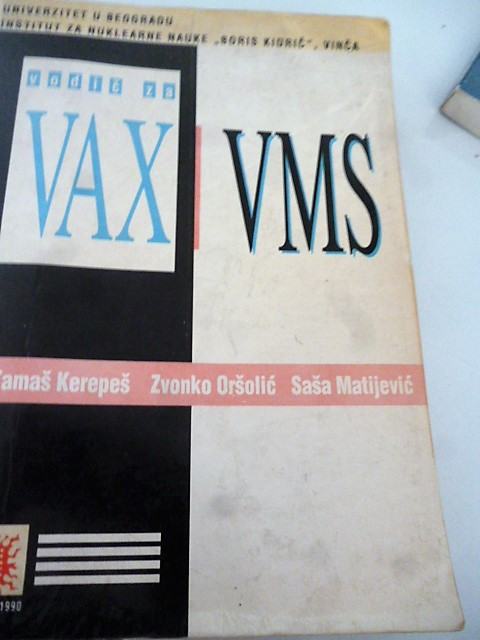 UNIVERZITET U BEOGRADU
INSTITUT ZA NUKLEARNE NAUKE „BORIS KIDRIČ", VINČA
vodič za
VAX VMS
Tamaš Kerepeš Zvonko Oršolić Saša Matijević
1990